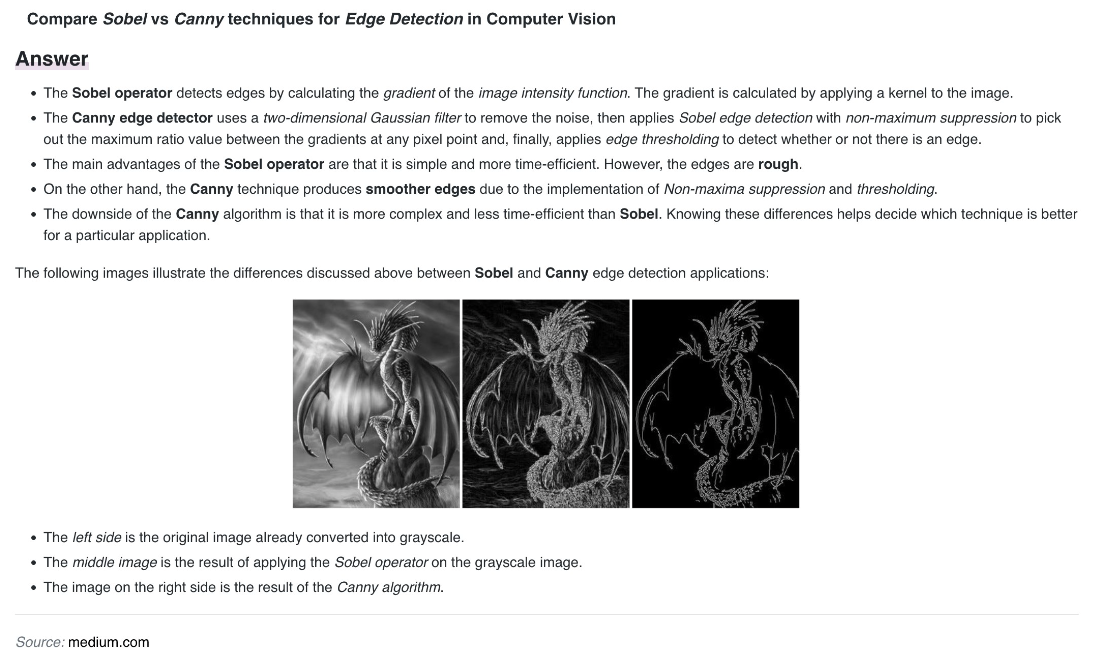 Compare Sobel vs Canny techniques for Edge Detection in Computer Vision
Answer
• The Sobel operator detects edges by calculating the gradient of the image intensity function. The gradient is calculated by applying a kernel to the image.
• The Canny edge detector uses a two-dimensional Gaussian filter to remove the noise, then applies Sobel edge detection with non-maximum suppression to pick
out the maximum ratio value between the gradients at any pixel point and, finally, applies edge thresholding to detect whether or not there is an edge.
• The main advantages of the Sobel operator are that it is simple and more time-efficient. However, the edges are rough.
• On the other hand, the Canny technique produces smoother edges due to the implementation of Non-maxima suppression and thresholding.
• The downside of the Canny algorithm is that it is more complex and less time-efficient than Sobel. Knowing these differences helps decide which technique is better
for a particular application.
The following images illustrate the differences discussed above between Sobel and Canny edge detection applications:
• The left side is the original image already converted into grayscale.
• The middle image is the result of applying the Sobel operator on the grayscale image.
• The image on the right side is the result of the Canny algorithm.
Source: medium.com